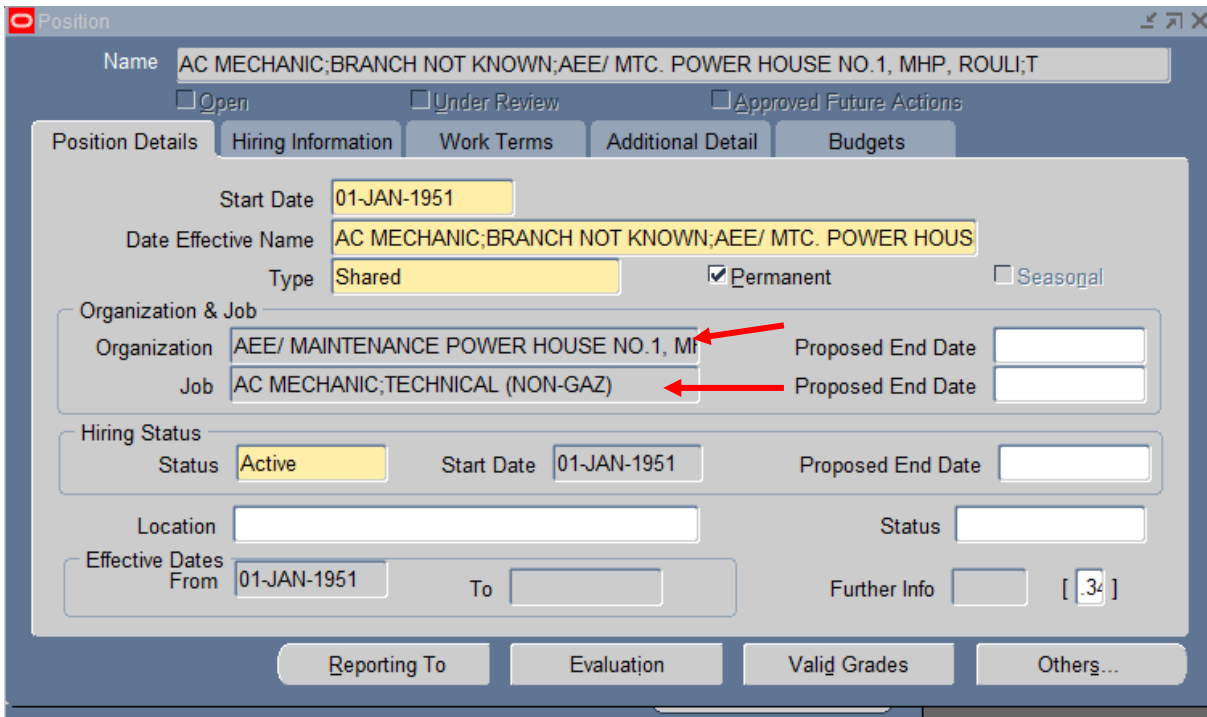 Position
Name AC MECHANIC;BRANCH NOT KNOWN;AEE/ MTC. POWER HOUSE NO.1, MHP, ROULI;T
Open Under Review Approved Future Actions
Position Details Hiring Information Work Terms Additional Detail Budgets
Start Date 01-JAN-1951
Date Effective Name AC MECHANIC;BRANCH NOT KNOWN;AEE/ MTC. POWER HOUS
Type Shared Permanent Seasonal
Organization & Job
Organization AEE/ MAINTENANCE POWER HOUSE NO.1, MH Proposed End Date
Job AC MECHANIC;TECHNICAL (NON-GAZ) Proposed End Date
Hiring Status
Status Active Start Date 01-JAN-1951 Proposed End Date
Location Status
Effective Dates
From 01-JAN-1951 To Further Info [ .34 ]
Reporting To Evaluation Valid Grades Others...